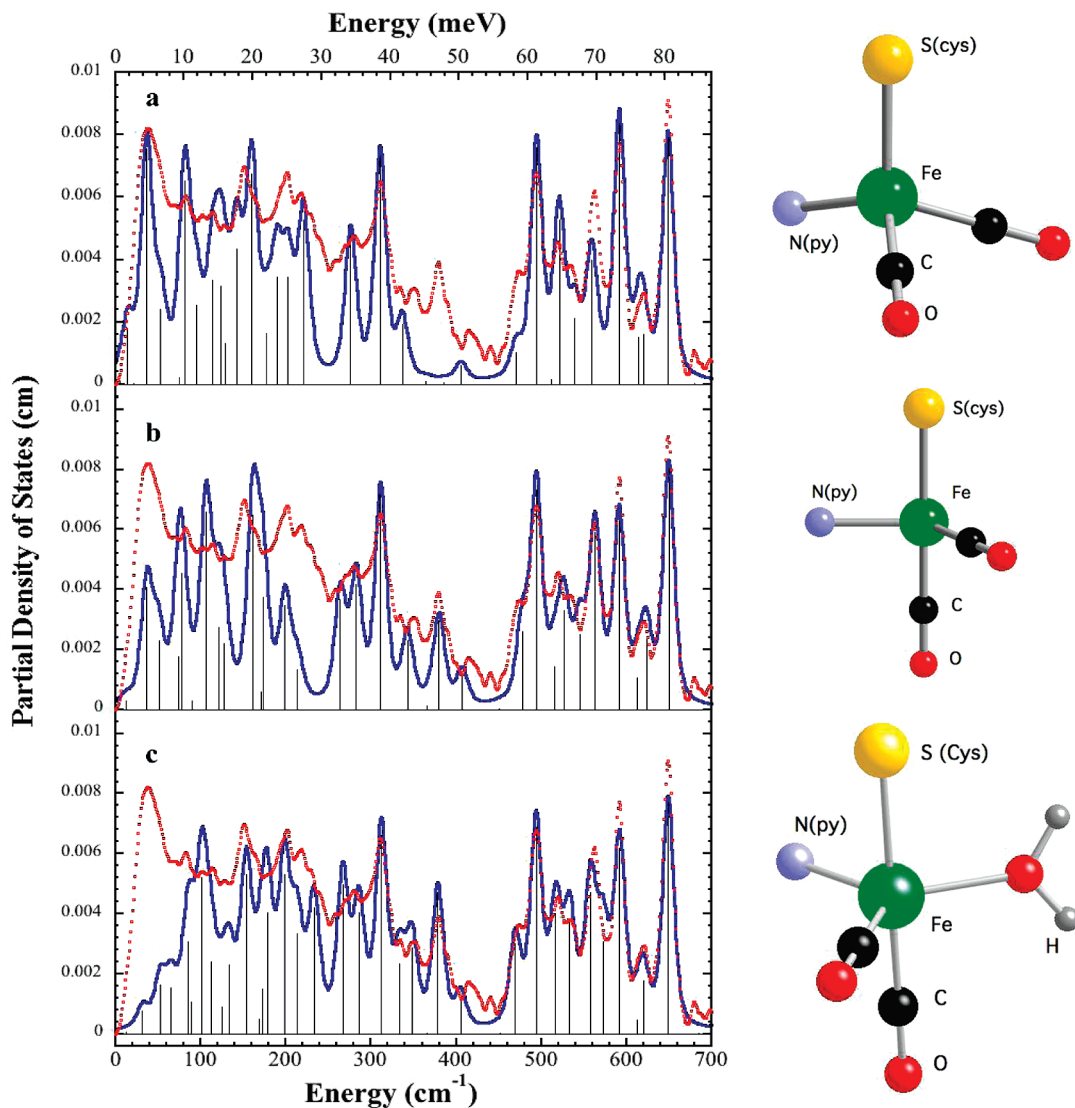 Energy (meV)
0 10 20 30 40 50 60 70 80
0.01
a
0.008
0.006
0.004
0.002
0
S(cys)
Fe
N(py)
C
O
0.01
b
0.008
0.006
0.004
0.002
0
S(cys)
N(py)
Fe
C
O
Partial Density of States (cm)
0.01
c
0.008
0.006
0.004
0.002
0
S (Cys)
N(py)
Fe
H
C
O
0 100 200 300 400 500 600 700
Energy (cm-1)